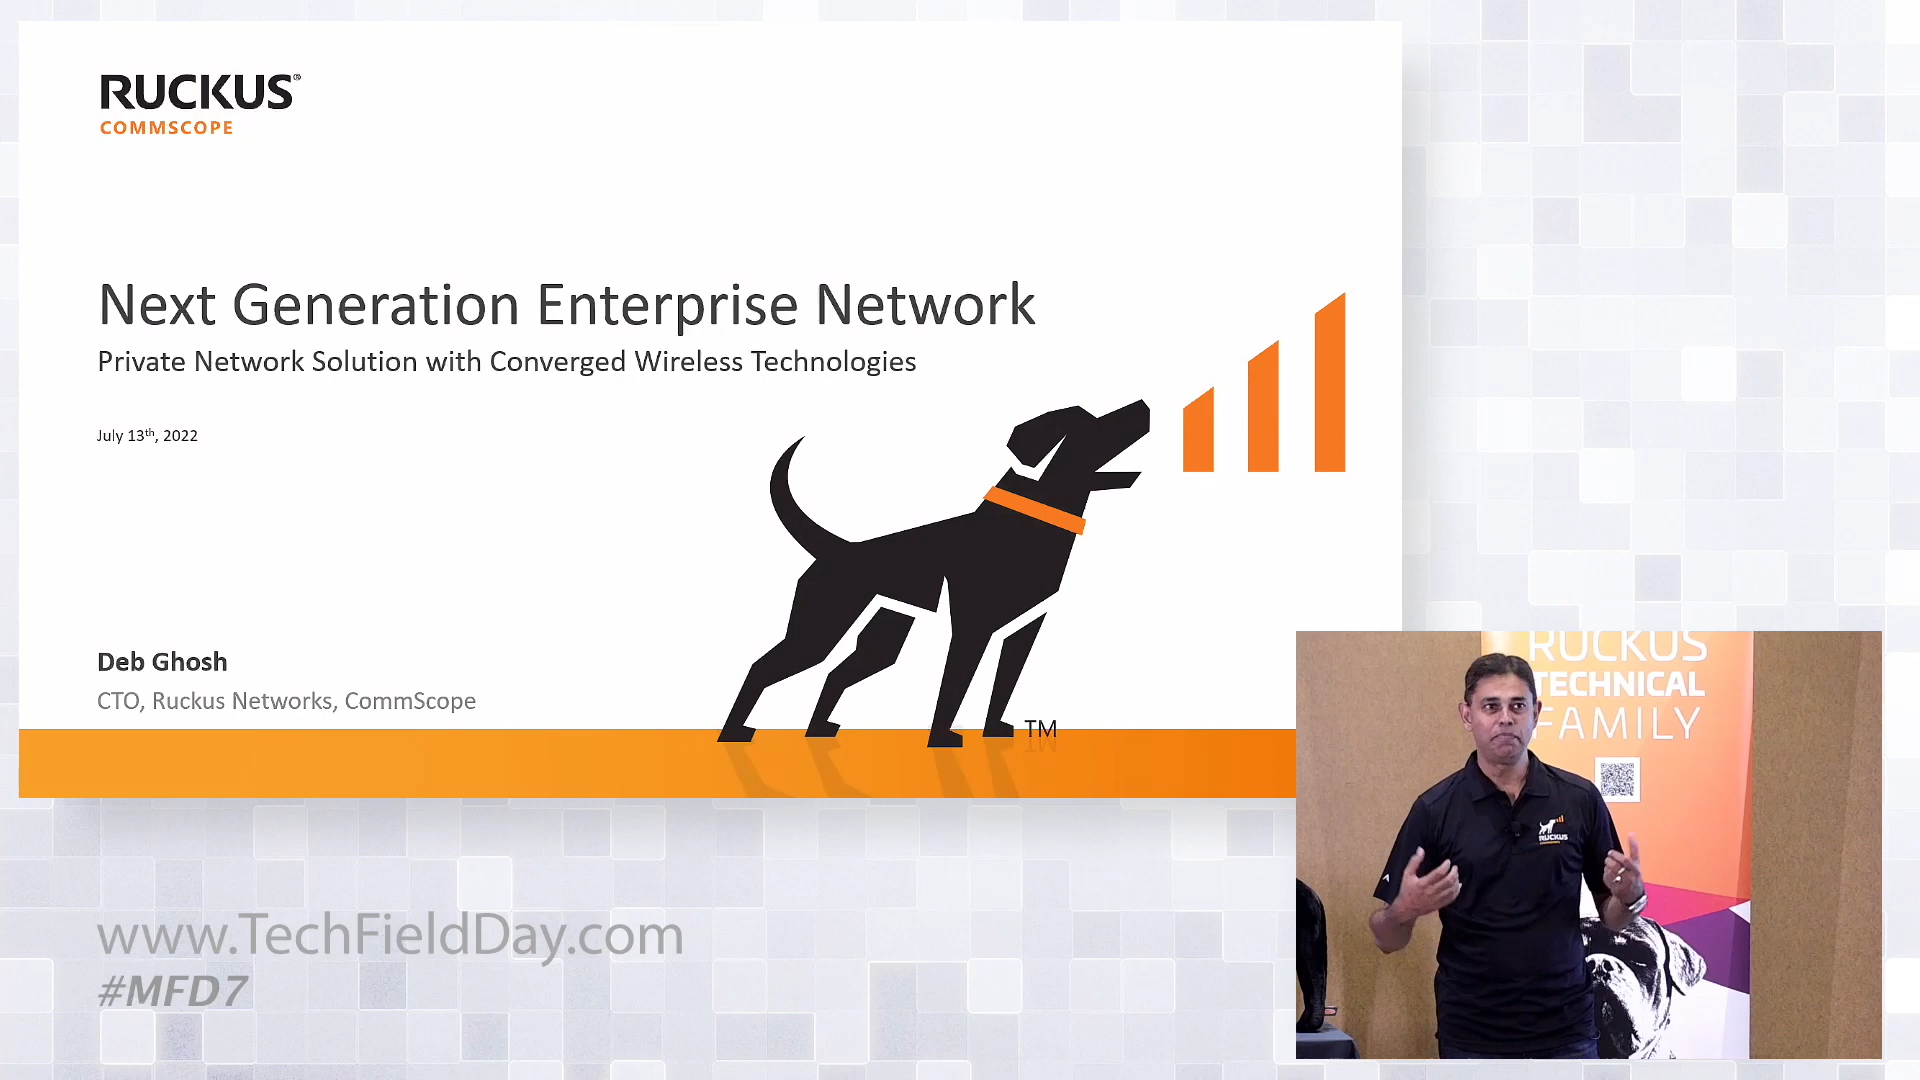 RUCKUS®
COMMSCOPE
Next Generation Enterprise Network
Private Network Solution with Converged Wireless Technologies
July 13th, 2022
Deb Ghosh
CTO, Ruckus Networks, CommScope
TM
RUCKUS
TECHNICAL
FAMILY
RUCKUS
www.TechFieldDay.com
#MFD7